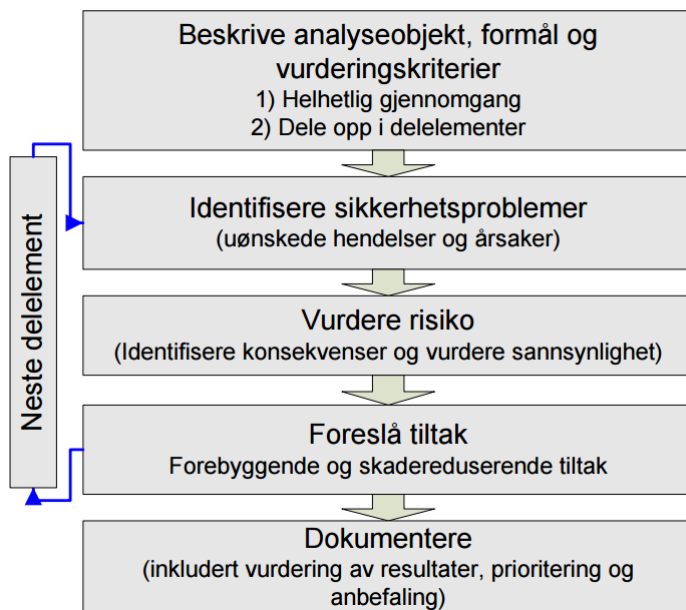 Beskrive analyseobjekt, formål og
vurderingskriterier
1) Helhetlig gjennomgang
2) Dele opp i delelementer
Neste delelement
Identifisere sikkerhetsproblemer
(uønskede hendelser og årsaker)
Vurdere risiko
(Identifisere konsekvenser og vurdere sannsynlighet)
Foreslå tiltak
Forebyggende og skadereduserende tiltak
Dokumentere
(inkludert vurdering av resultater, prioritering og
anbefaling)